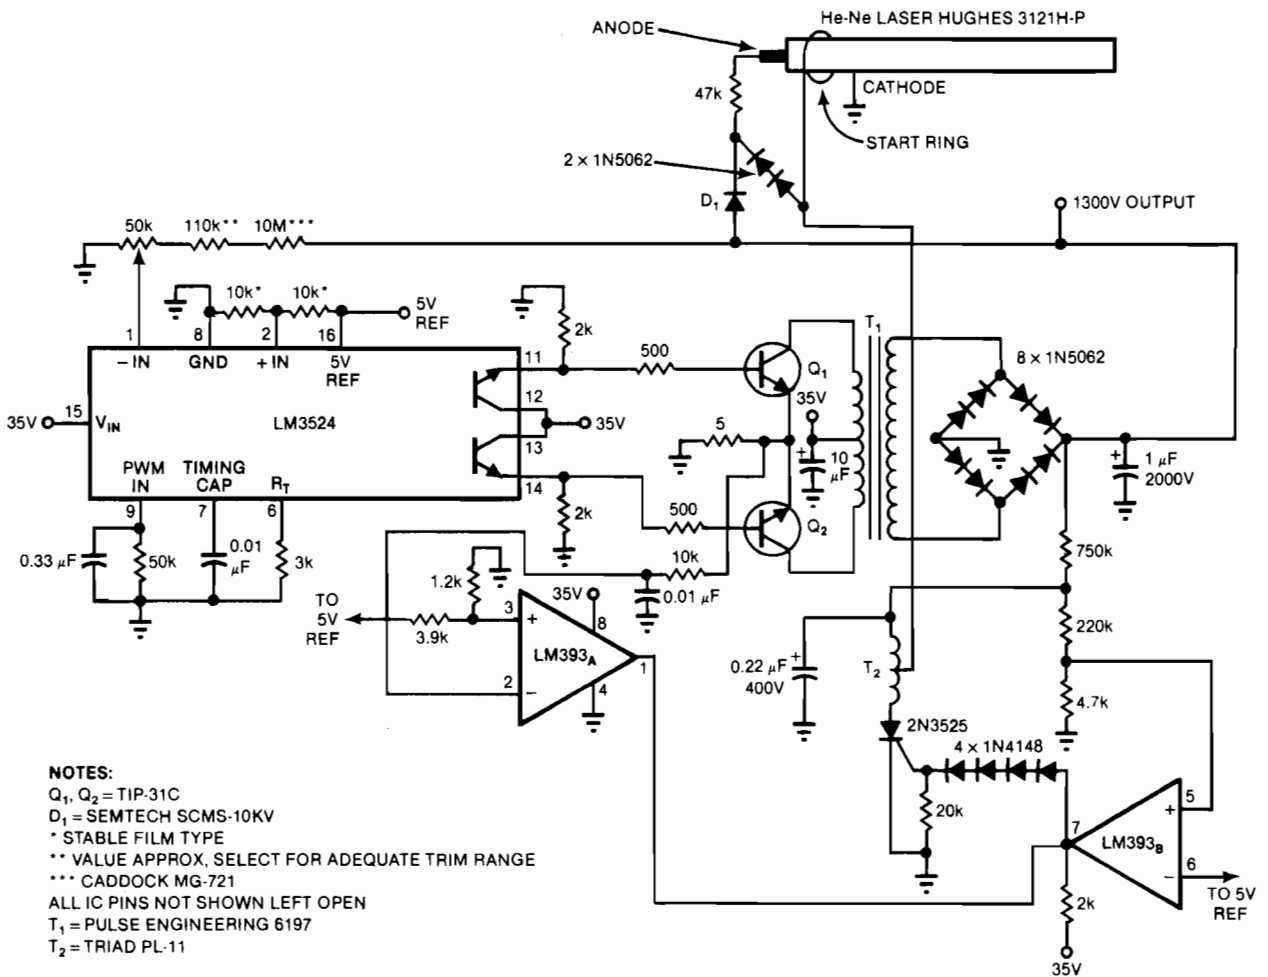 He-Ne LASER HUGHES 3121H-P
ANODE
CATHODE
START RING
47k
2 × 1N5062
D1
1300V OUTPUT
50k
110k**
10M***
10k*
10k*
5V
REF
1
8
2
16
−IN
GND
+IN
5V
REF
35V
15
VIN
LM3524
11
12
13
14
PWM
IN
TIMING
CAP
RT
9
7
6
0.33 µF
50k
0.01
µF
3k
2k
500
Q1
35V
5
35V
10
µF
T1
8 × 1N5062
1 µF
2000V
2k
500
Q2
10k
0.01 µF
750k
TO
5V
REF
1.2k
3.9k
35V
3
+
8
LM393A
1
2
−
4
220k
0.22 µF
+
400V
T2
4.7k
2N3525
4 × 1N4148
20k
5
+
7
LM393B
6
−
TO 5V
REF
2k
35V
NOTES:
Q1, Q2 = TIP-31C
D1 = SEMTECH SCMS-10KV
* STABLE FILM TYPE
** VALUE APPROX, SELECT FOR ADEQUATE TRIM RANGE
*** CADDOCK MG-721
ALL IC PINS NOT SHOWN LEFT OPEN
T1 = PULSE ENGINEERING 6197
T2 = TRIAD PL-11